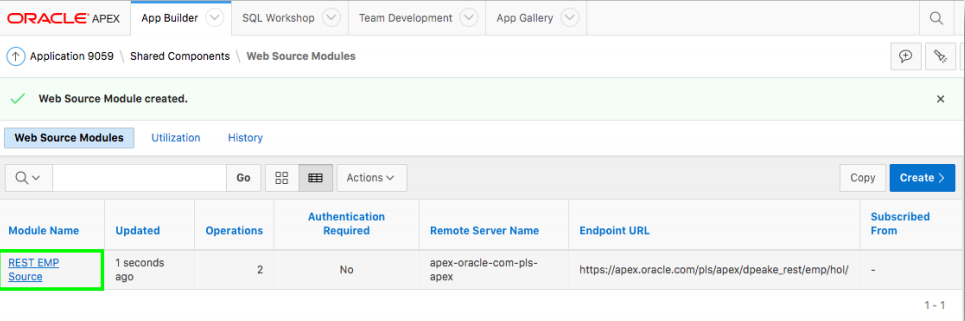 ORACLE APEX App Builder SQL Workshop Team Development App Gallery
Application 9059 \ Shared Components \ Web Source Modules
Web Source Module created.
Web Source Modules Utilization History
Go Actions Copy Create
Module Name Updated Operations Authentication Required Remote Server Name Endpoint URL Subscribed From
REST EMP Source 1 seconds ago 2 No apex-oracle-com-pls-apex https://apex.oracle.com/pls/apex/dpeake_rest/emp/hol/ -
1 - 1